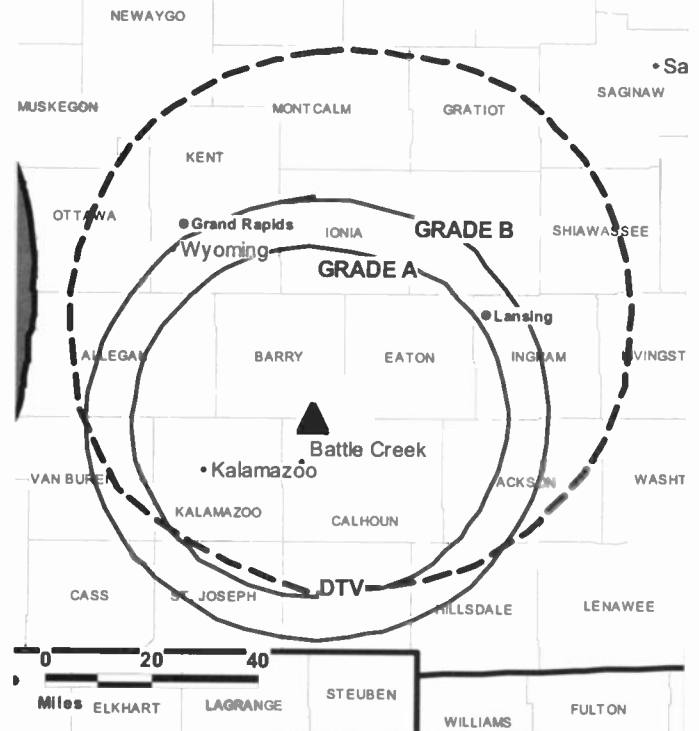 NEWAYGO
Sa
SAGINAW
MUSKEGON
MONTCALM
GRATIOT
KENT
OTTAWA
Grand Rapids
IONIA
GRADE B
SHIAWASSEE
Wyoming
GRADE A
Lansing
ALLEGAN
BARRY
EATON
INGHAM
IVINGST
Battle Creek
Kalamazoo
VAN BUREN
ACKSON
WASHT
KALAMAZOO
CALHOUN
DTV
CASS
ST. JOSEPH
HILLSDALE
LENAWEE
0 20 40
Miles
ELKHART
LAGRANGE
STEUBEN
WILLIAMS
FULTON